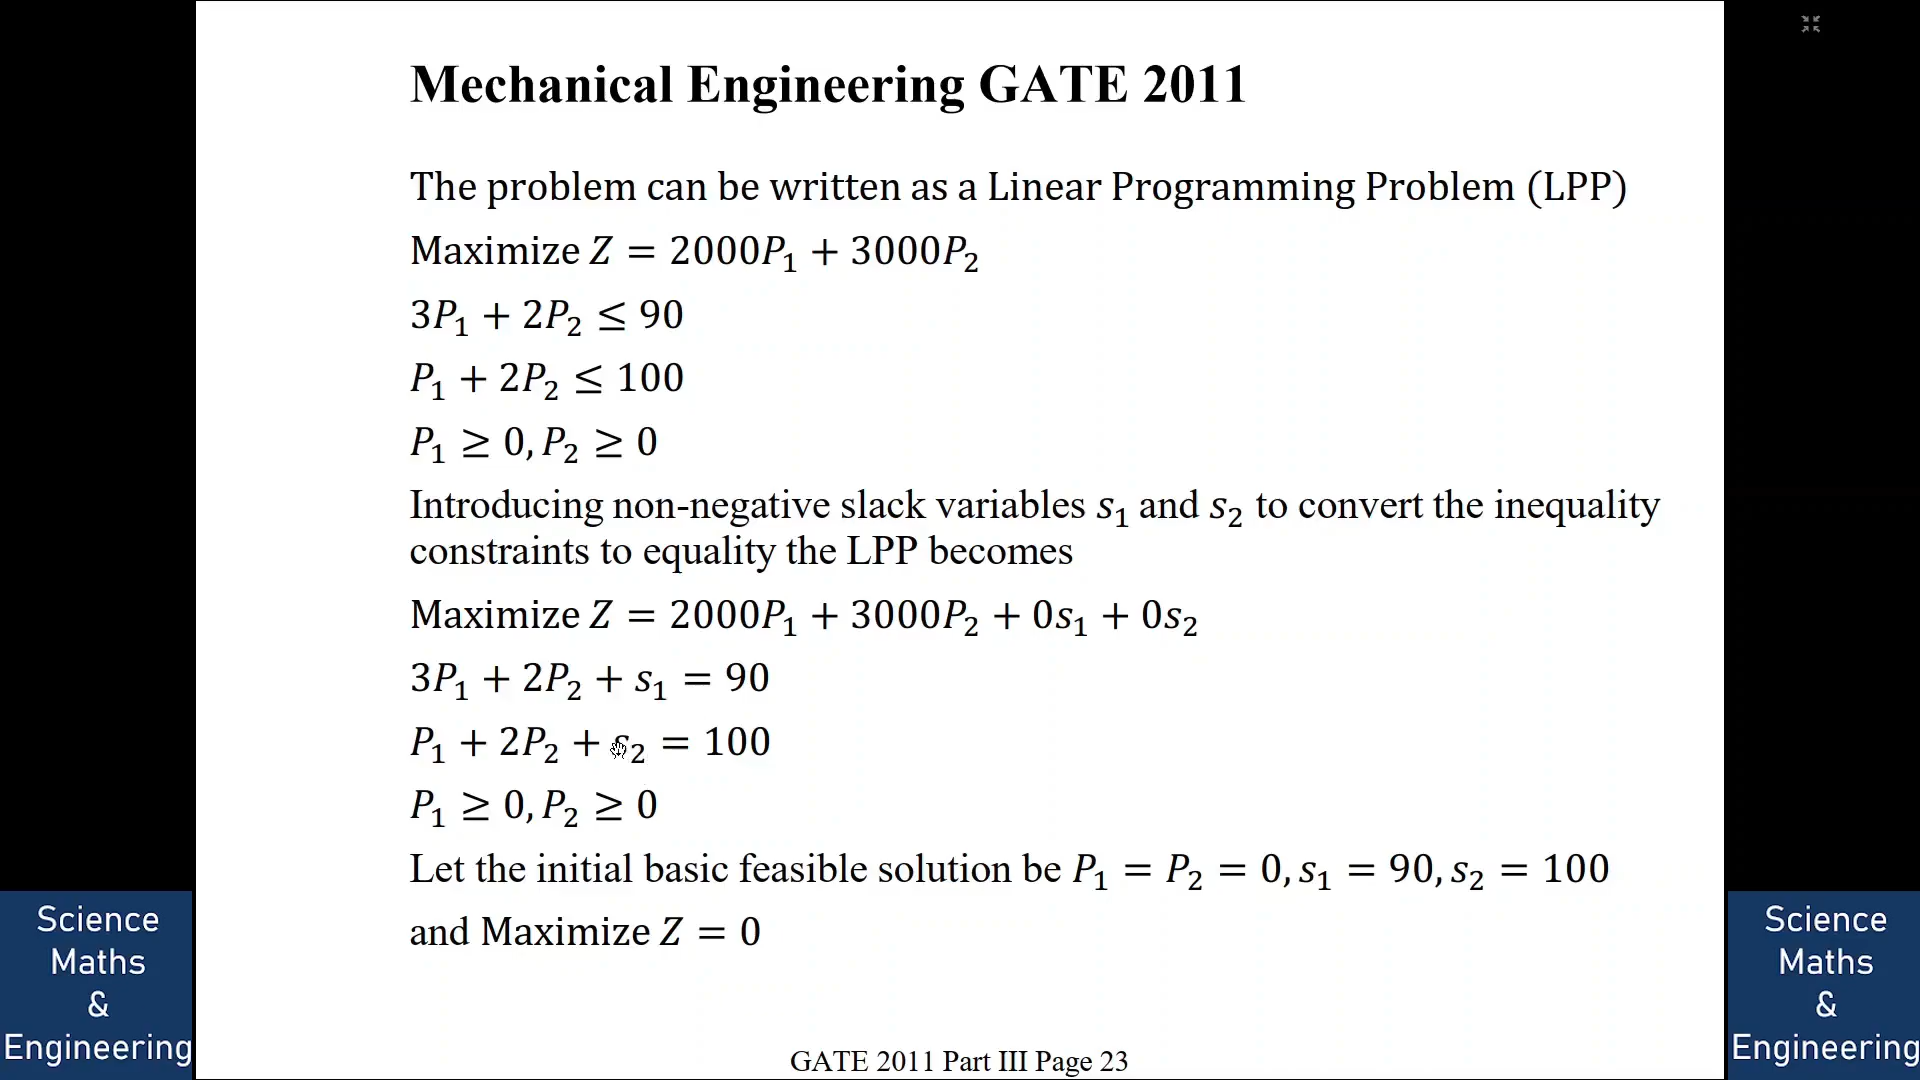 Mechanical Engineering GATE 2011
The problem can be written as a Linear Programming Problem (LPP)
Maximize Z = 2000P₁ + 3000P₂
3P₁ + 2P₂ ≤ 90
P₁ + 2P₂ ≤ 100
P₁ ≥ 0, P₂ ≥ 0
Introducing non-negative slack variables s₁ and s₂ to convert the inequality
constraints to equality the LPP becomes
Maximize Z = 2000P₁ + 3000P₂ + 0s₁ + 0s₂
3P₁ + 2P₂ + s₁ = 90
P₁ + 2P₂ + s₂ = 100
P₁ ≥ 0, P₂ ≥ 0
Let the initial basic feasible solution be P₁ = P₂ = 0, s₁ = 90, s₂ = 100
and Maximize Z = 0
Science
Maths
&
Engineering
Science
Maths
&
Engineering
GATE 2011 Part III Page 23